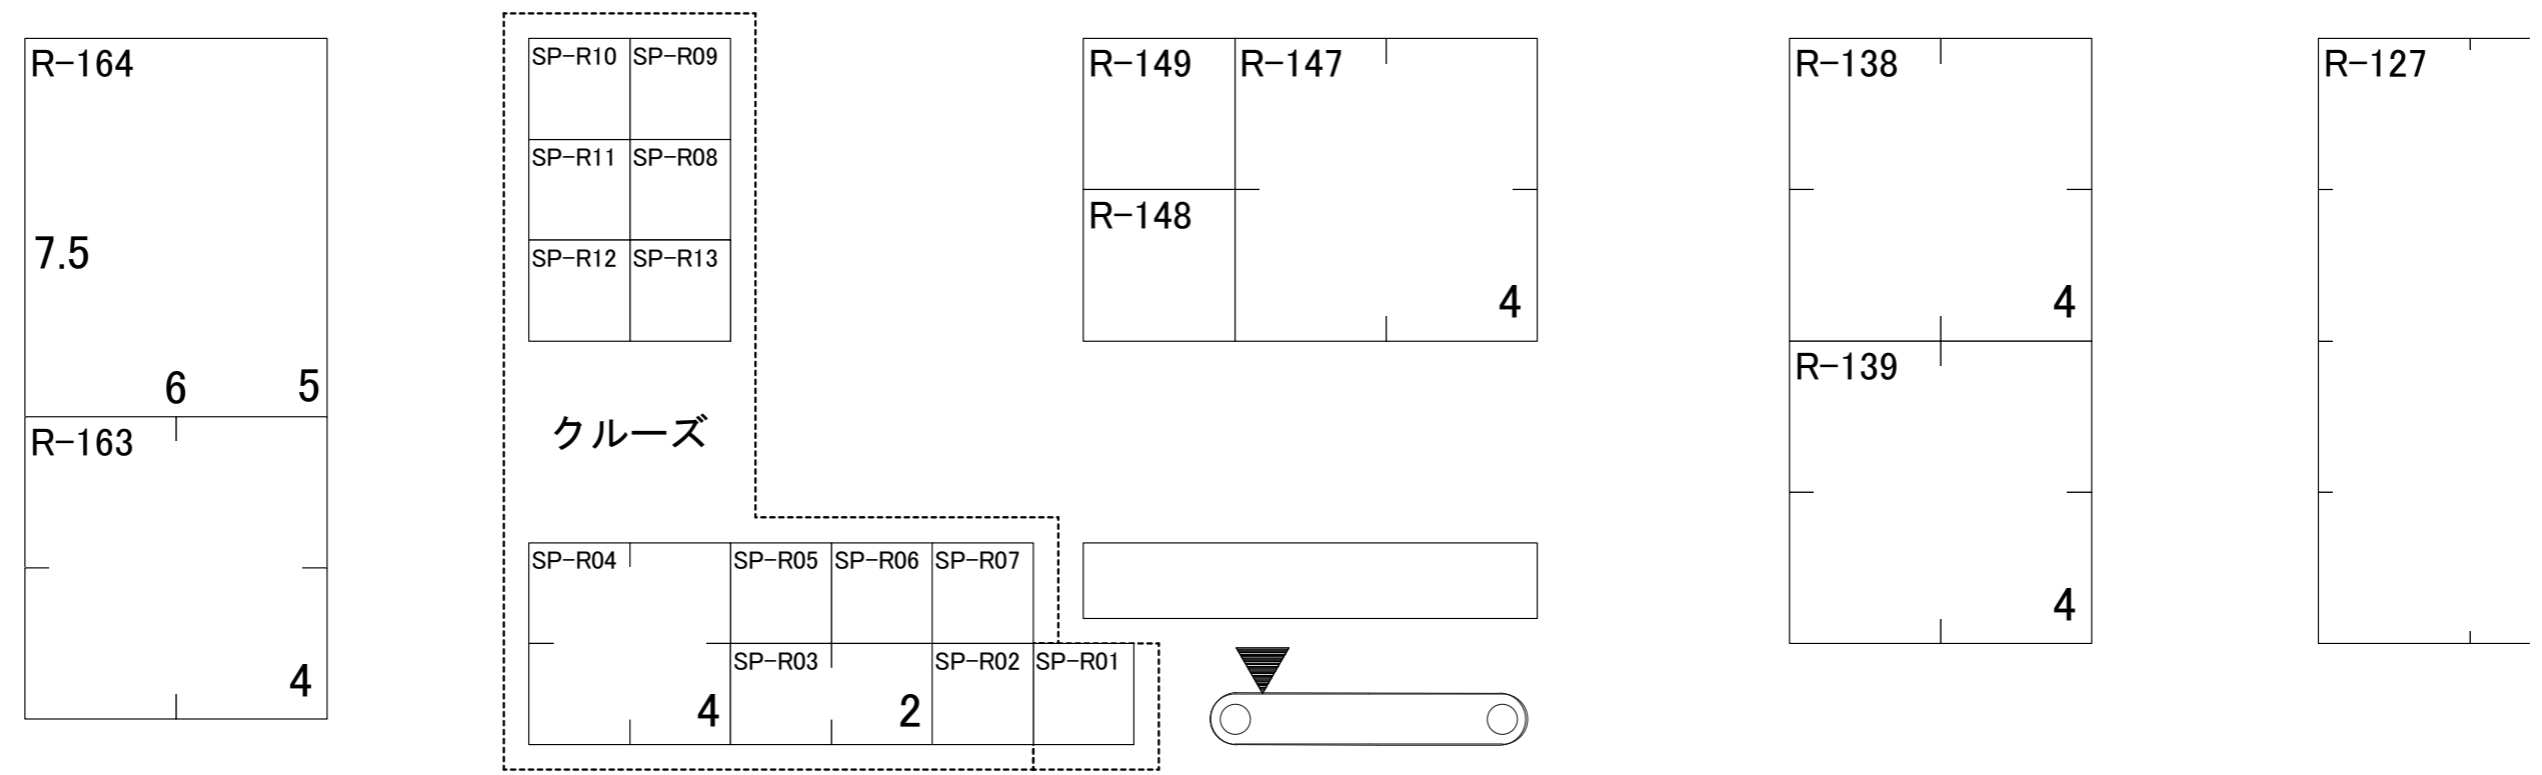 R-164
7.5
6
5
R-163
4
SP-R10
SP-R09
SP-R11
SP-R08
SP-R12
SP-R13
クルーズ
SP-R04
SP-R05
SP-R06
SP-R07
4
SP-R03
2
SP-R02
SP-R01
R-149
R-147
R-148
4
R-138
4
R-139
4
R-127